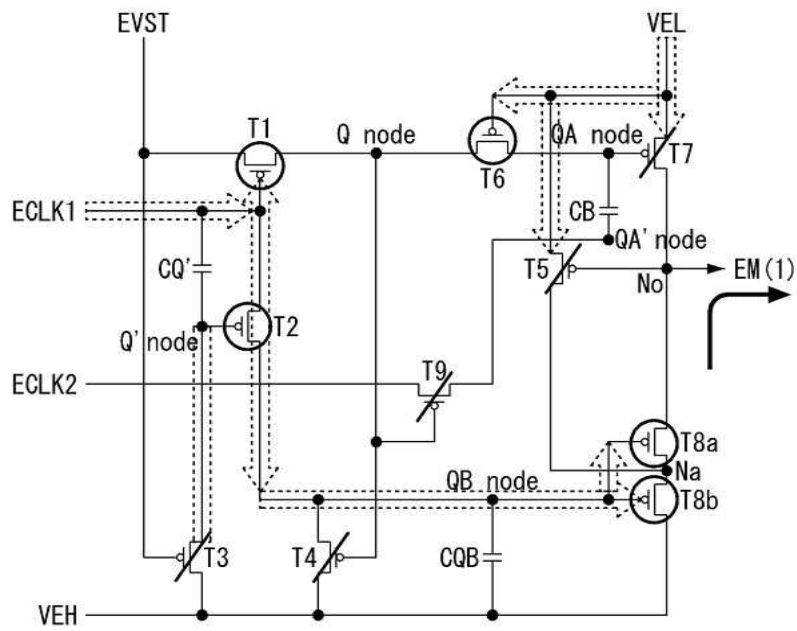 EVST
VEL
T1
Q node
QA node
T6
T7
ECLK1
CB
QA' node
CQ'
T5
No
EM(1)
T2
Q' node
T9
ECLK2
T8a
QB node
Na
T8b
T3
T4
CQB
VEH